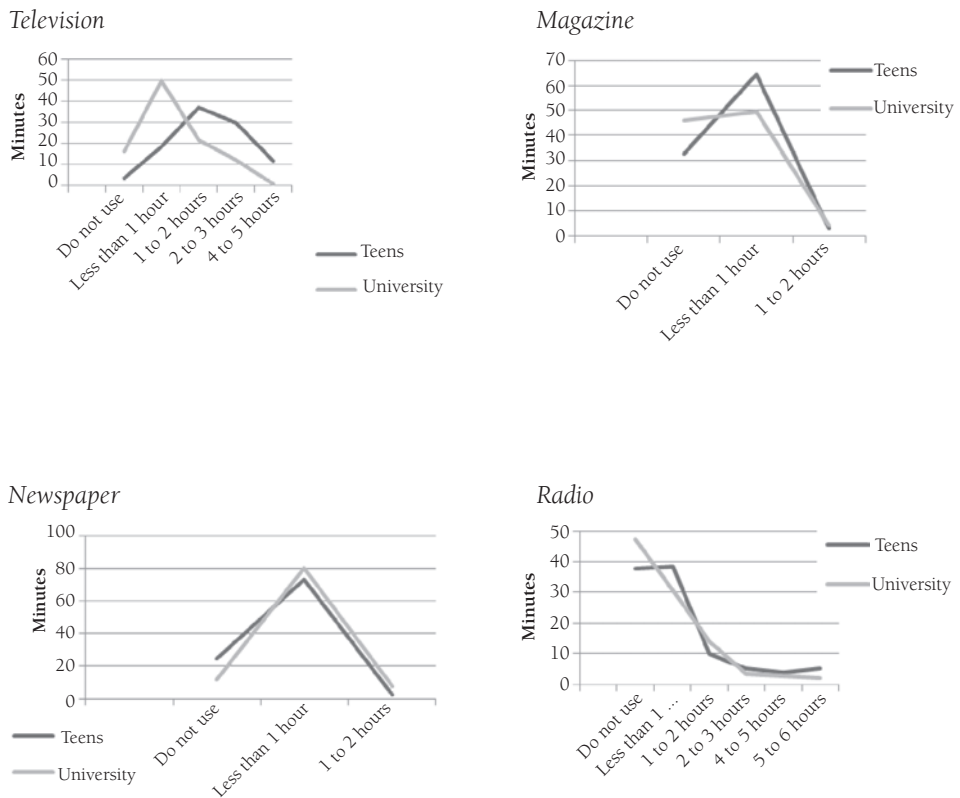 Television
Minutes
60
50
40
30
20
10
0
Do not use
Less than 1 hour
1 to 2 hours
2 to 3 hours
4 to 5 hours
Teens
University
Magazine
Minutes
70
60
50
40
30
20
10
0
Do not use
Less than 1 hour
1 to 2 hours
Teens
University
Newspaper
Minutes
100
80
60
40
20
0
Do not use
Less than 1 hour
1 to 2 hours
Teens
University
Radio
Minutes
50
40
30
20
10
0
Do not use
Less than 1 ...
1 to 2 hours
2 to 3 hours
4 to 5 hours
5 to 6 hours
Teens
University